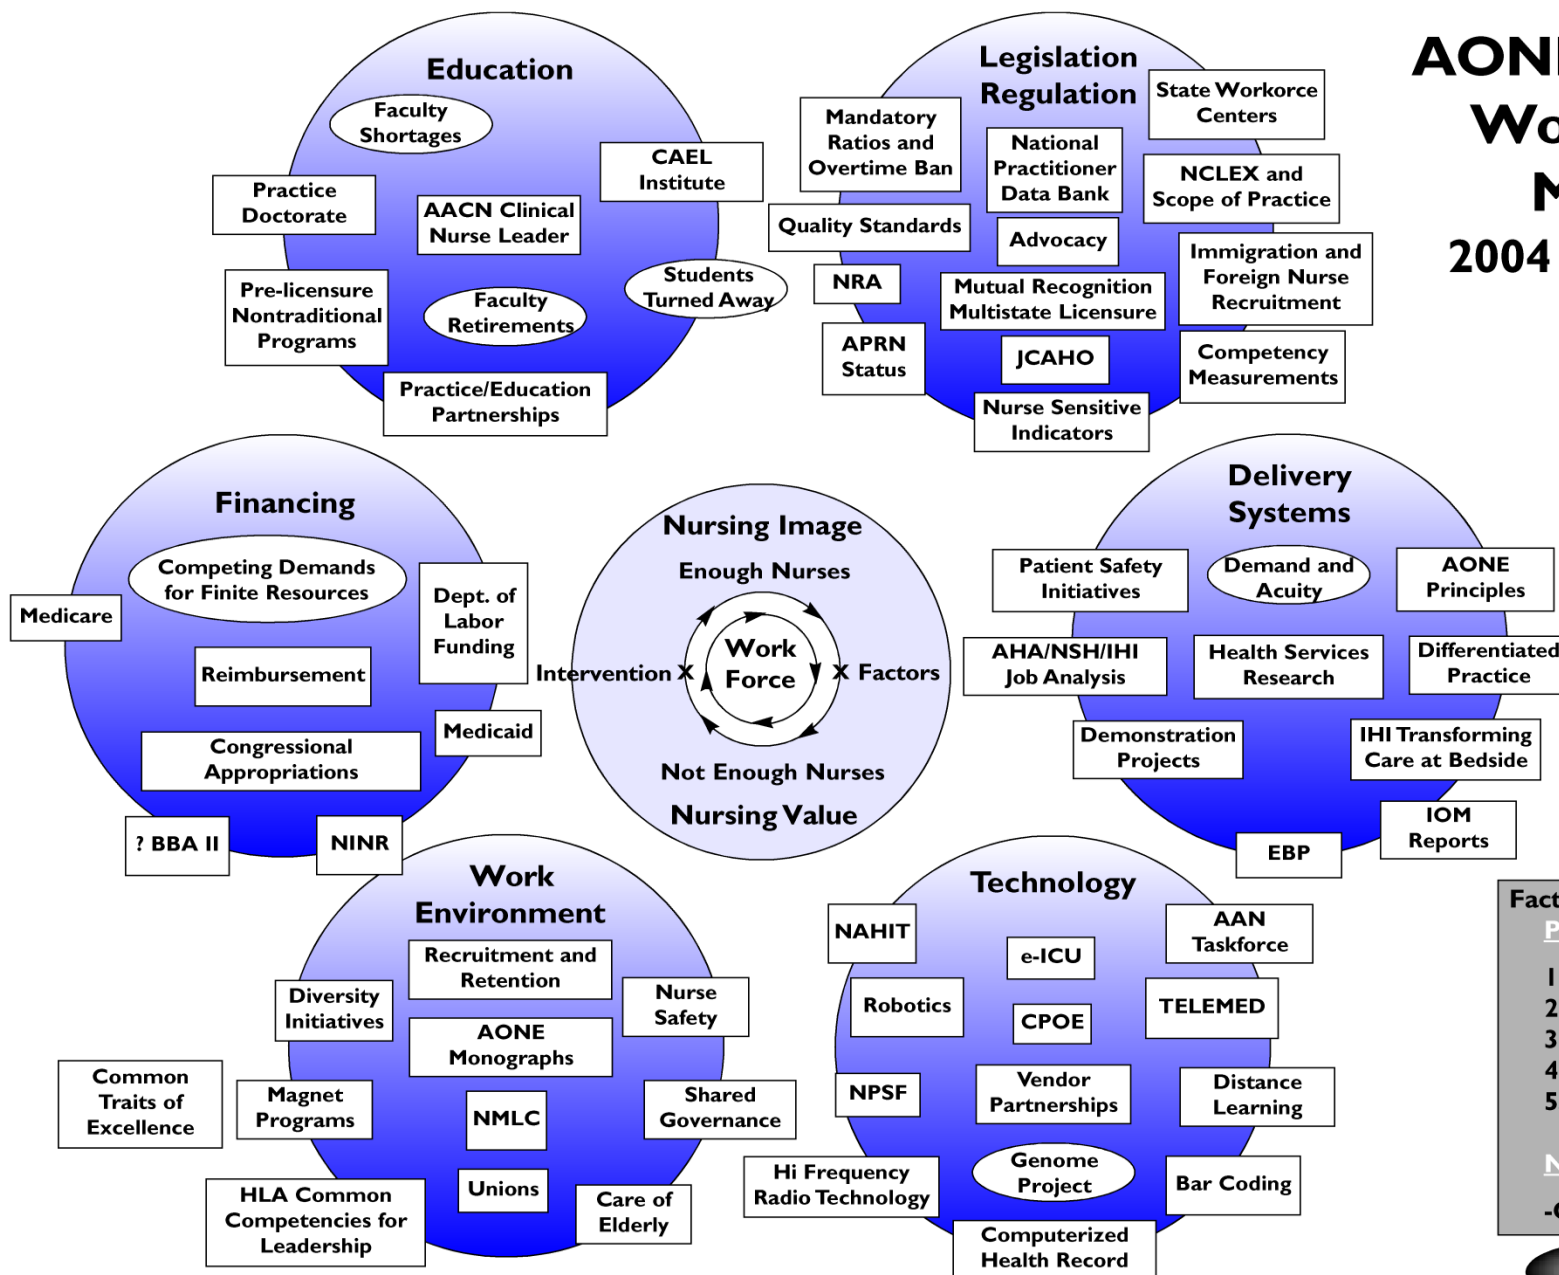 Education
Faculty
Shortages
CAEL
Institute
Practice
Doctorate
AACN Clinical
Nurse Leader
Pre-licensure
Nontraditional
Programs
Faculty
Retirements
Students
Turned Away
Practice/Education
Partnerships
Legislation
Regulation
State Workorce
Centers
Mandatory
Ratios and
Overtime Ban
National
Practitioner
Data Bank
NCLEX and
Scope of Practice
Quality Standards
Advocacy
Immigration and
Foreign Nurse
Recruitment
NRA
Mutual Recognition
Multistate Licensure
APRN
Status
JCAHO
Competency
Measurements
Nurse Sensitive
Indicators
AON
Wo
M
2004
Financing
Competing Demands
for Finite Resources
Medicare
Dept. of
Labor
Funding
Reimbursement
Medicaid
Congressional
Appropriations
? BBA II
NINR
Nursing Image
Enough Nurses
Work
Force
Intervention X
X Factors
Not Enough Nurses
Nursing Value
Delivery
Systems
Patient Safety
Initiatives
Demand and
Acuity
AONE
Principles
AHA/NSH/IHI
Job Analysis
Health Services
Research
Differentiated
Practice
Demonstration
Projects
IHI Transforming
Care at Bedside
IOM
Reports
EBP
Work
Environment
Recruitment and
Retention
Diversity
Initiatives
Nurse
Safety
AONE
Monographs
Common
Traits of
Excellence
Magnet
Programs
NMLC
Shared
Governance
Unions
HLA Common
Competencies for
Leadership
Care of
Elderly
Technology
NAHIT
AAN
Taskforce
e-ICU
Robotics
CPOE
TELEMED
NPSF
Vendor
Partnerships
Distance
Learning
Hi Frequency
Radio Technology
Genome
Project
Bar Coding
Computerized
Health Record
Fact
P
1
2
3
4
5
N